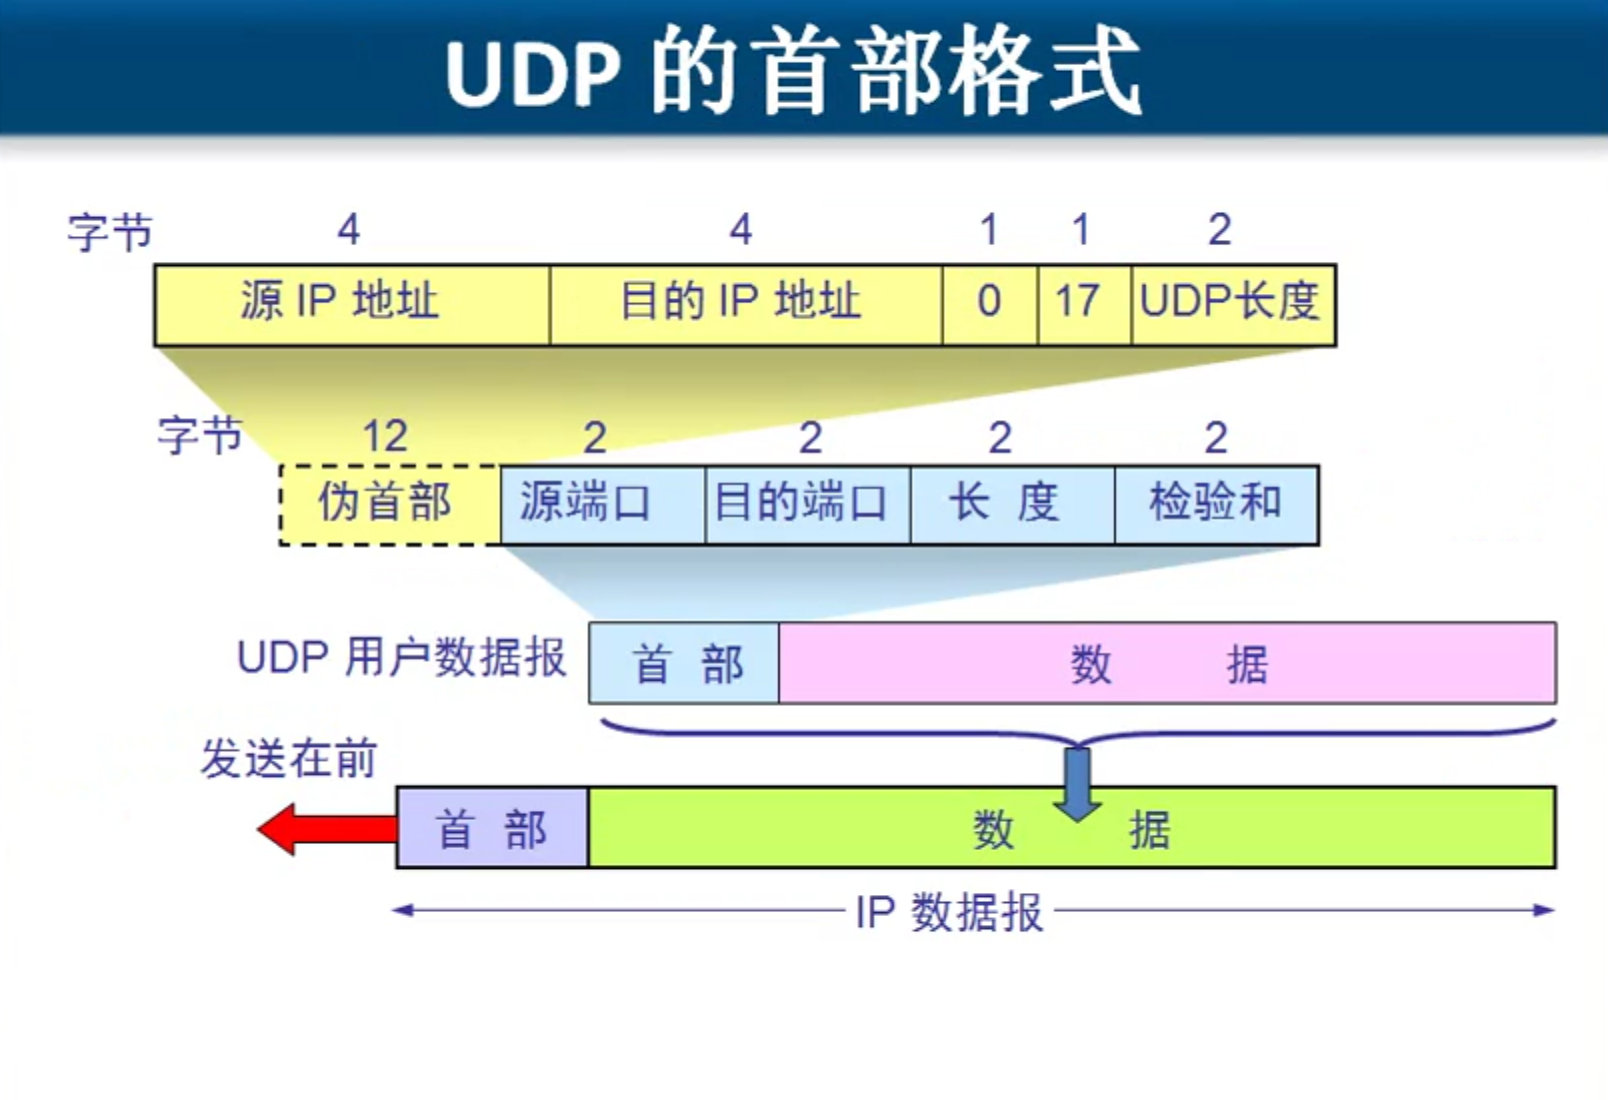 UDP 的首部格式
字节 4 4 1 1 2
源 IP 地址 目的 IP 地址 0 17 UDP长度
字节 12 2 2 2 2
伪首部 源端口 目的端口 长 度 检验和
UDP 用户数据报 首 部 数 据
发送在前
首 部 数 据
IP 数据报